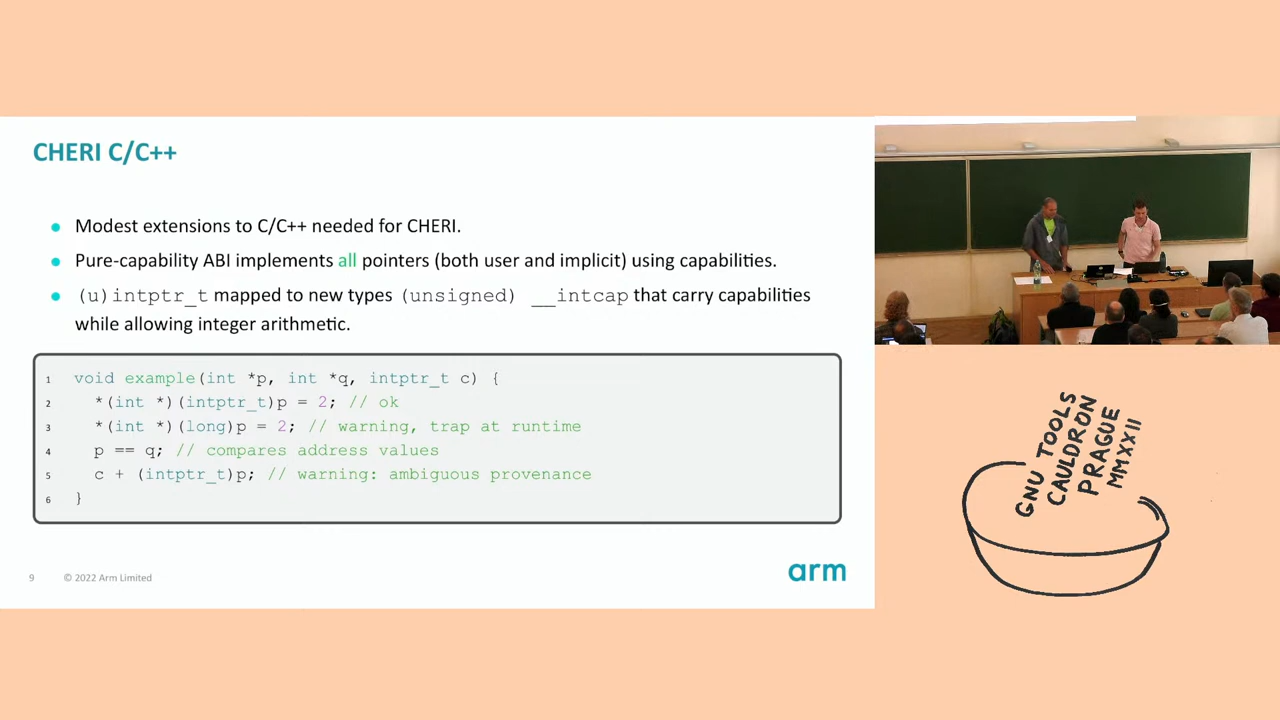 CHERI C/C++
● Modest extensions to C/C++ needed for CHERI.
● Pure-capability ABI implements all pointers (both user and implicit) using capabilities.
● (u)intptr_t mapped to new types (unsigned) __intcap that carry capabilities
while allowing integer arithmetic.
1 void example(int *p, int *q, intptr_t c) {
2 *(int *)(intptr_t)p = 2; // ok
3 *(int *)(long)p = 2; // warning, trap at runtime
4 p == q; // compares address values
5 c + (intptr_t)p; // warning: ambiguous provenance
6 }
9 © 2022 Arm Limited
arm
GNU TOOLS
CAULDRON
PRAGUE
MMXXII